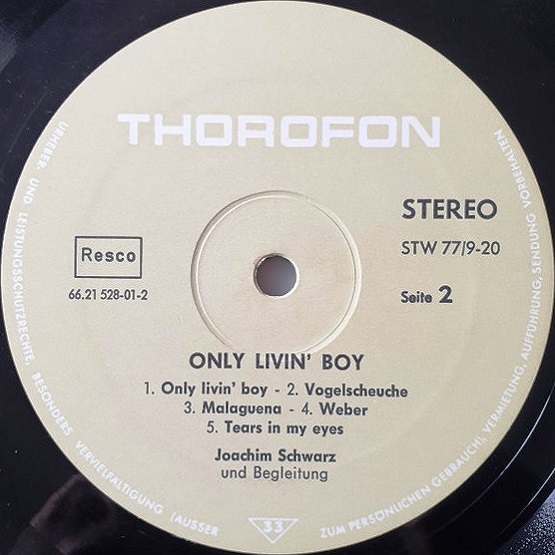 THOROFON
STEREO
STW 77/9-20
Resco
66.21 528-01-2
Seite 2
ONLY LIVIN' BOY
1. Only livin' boy - 2. Vogelscheuche
3. Malaguena - 4. Weber
5. Tears in my eyes
Joachim Schwarz
und Begleitung
33
URHEBER- UND LEISTUNGSSCHUTZRECHTE, BESONDERS VERVIELFÄLTIGUNG (AUSSER ZUM PERSÖNLICHEN GEBRAUCH), VERMIETUNG, AUFFÜHRUNG, SENDUNG VORBEHALTEN